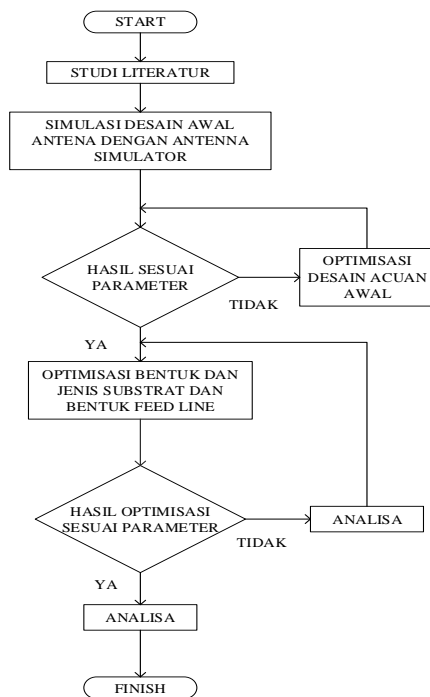 START
STUDI LITERATUR
SIMULASI DESAIN AWAL
ANTENA DENGAN ANTENNA
SIMULATOR
HASIL SESUAI
PARAMETER
TIDAK
OPTIMISASI
DESAIN ACUAN
AWAL
YA
OPTIMISASI BENTUK DAN
JENIS SUBSTRAT DAN
BENTUK FEED LINE
HASIL OPTIMISASI
SESUAI PARAMETER
TIDAK
ANALISA
YA
ANALISA
FINISH